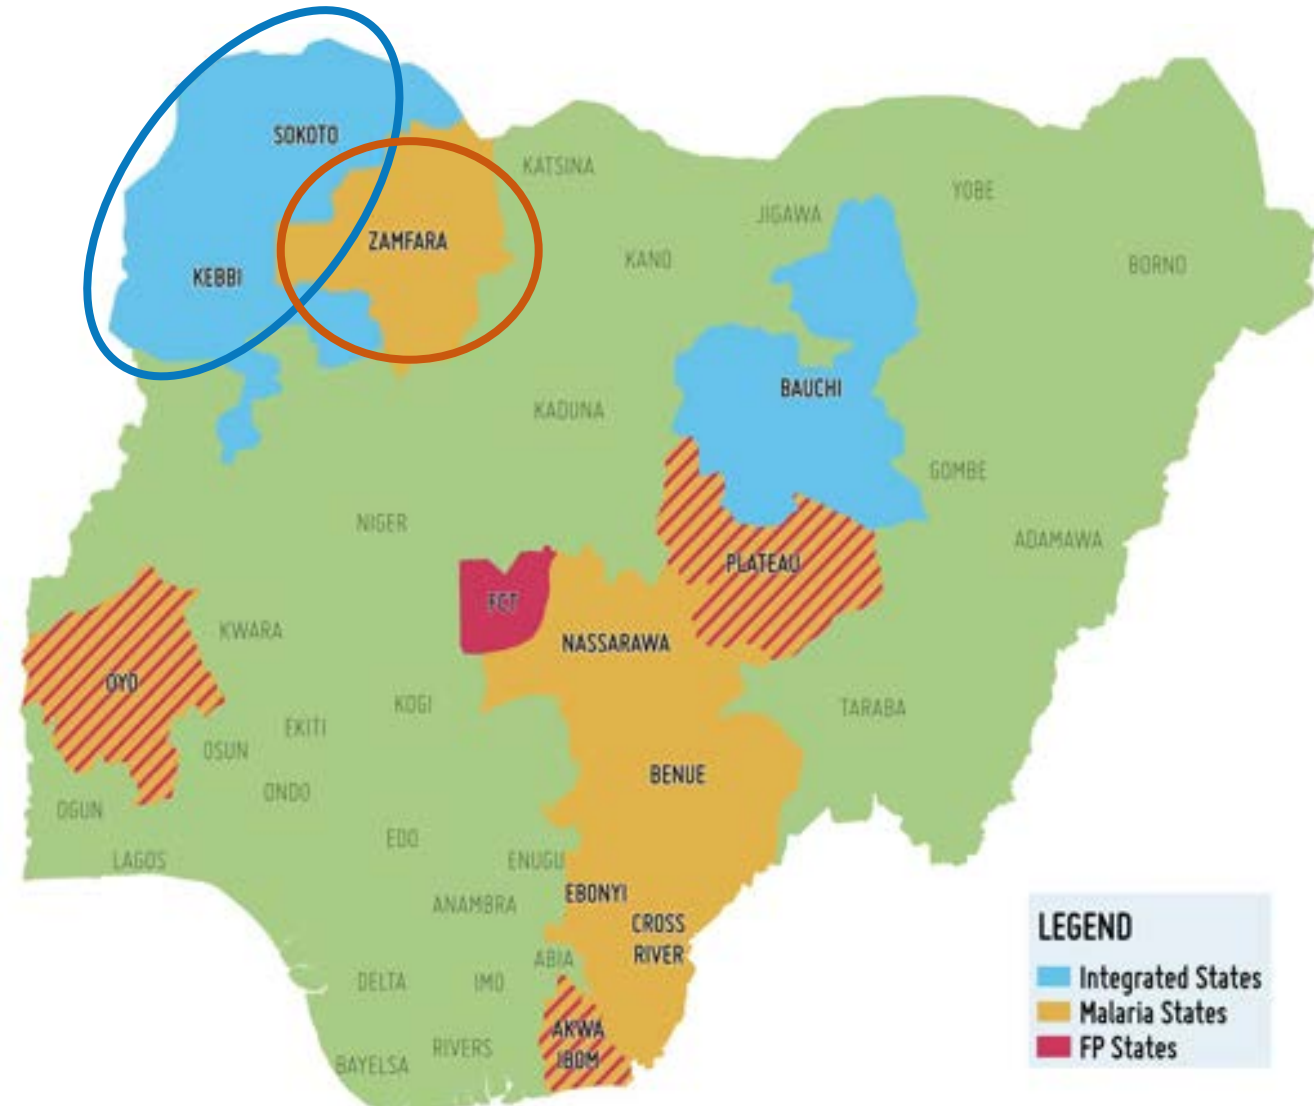 SOKOTO
KATSINA
YOBE
JIGAWA
ZAMFARA
KANO
BORNO
KEBBI
BAUCHI
KADUNA
GOMBE
NIGER
ADAMAWA
PLATEAU
FCT
KWARA
NASSARAWA
OYO
KOGI
TARABA
EKITI
OSUN
BENUE
ONDO
OGUN
EDO
LAGOS
ENUGU
EBONYI
ANAMBRA
CROSS
RIVER
ABIA
DELTA
IMO
AKWA
IBOM
RIVERS
BAYELSA
LEGEND
Integrated States
Malaria States
FP States